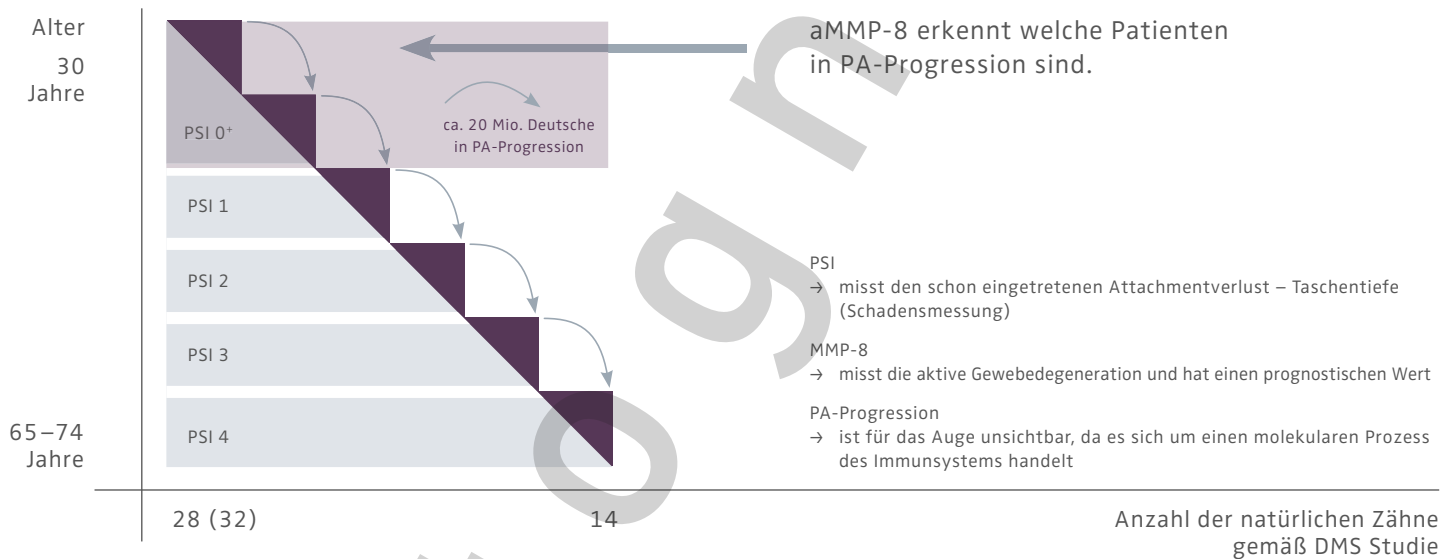 Alter
30
Jahre
aMMP-8 erkennt welche Patienten
in PA-Progression sind.
ca. 20 Mio. Deutsche
in PA-Progression
PSI 0+
PSI 1
PSI 2
PSI 3
PSI 4
PSI
→ misst den schon eingetretenen Attachmentverlust – Taschentiefe
(Schadensmessung)
MMP-8
→ misst die aktive Gewebedegeneration und hat einen prognostischen Wert
PA-Progression
→ ist für das Auge unsichtbar, da es sich um einen molekularen Prozess
des Immunsystems handelt
65–74
Jahre
28 (32)
14
Anzahl der natürlichen Zähne
gemäß DMS Studie
o g n